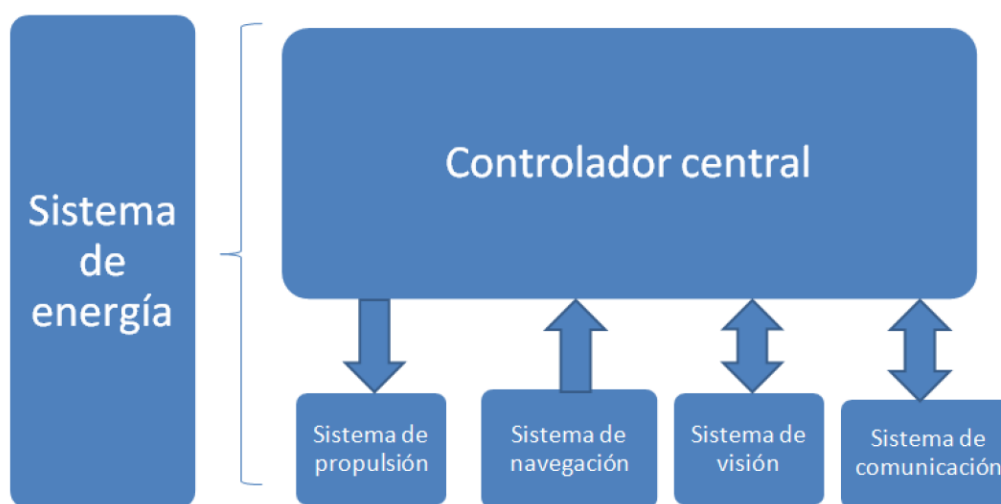 Sistema
de
energía
Controlador central
Sistema de
propulsión
Sistema de
navegación
Sistema de
visión
Sistema de
comunicación